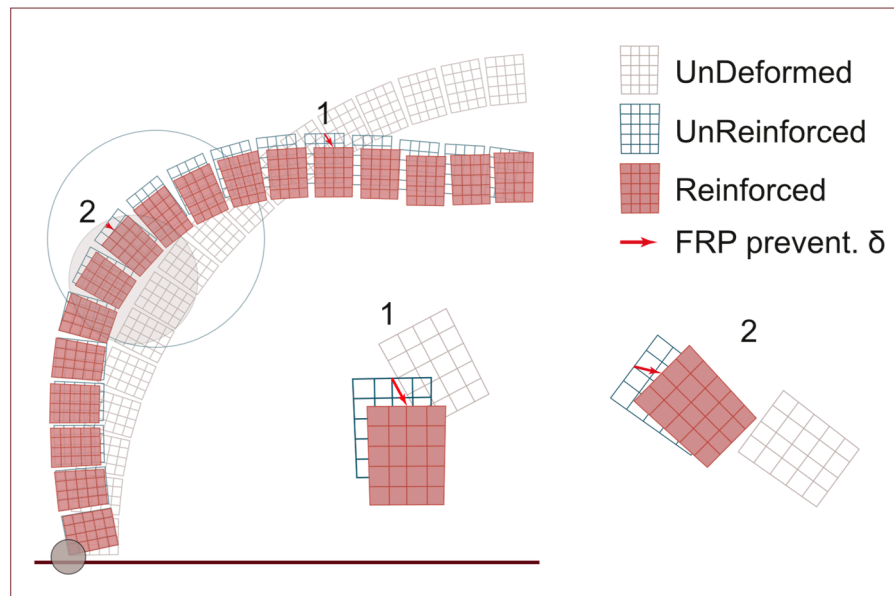 UnDeformed
1
UnReinforced
Reinforced
2
FRP prevent. δ
1
2